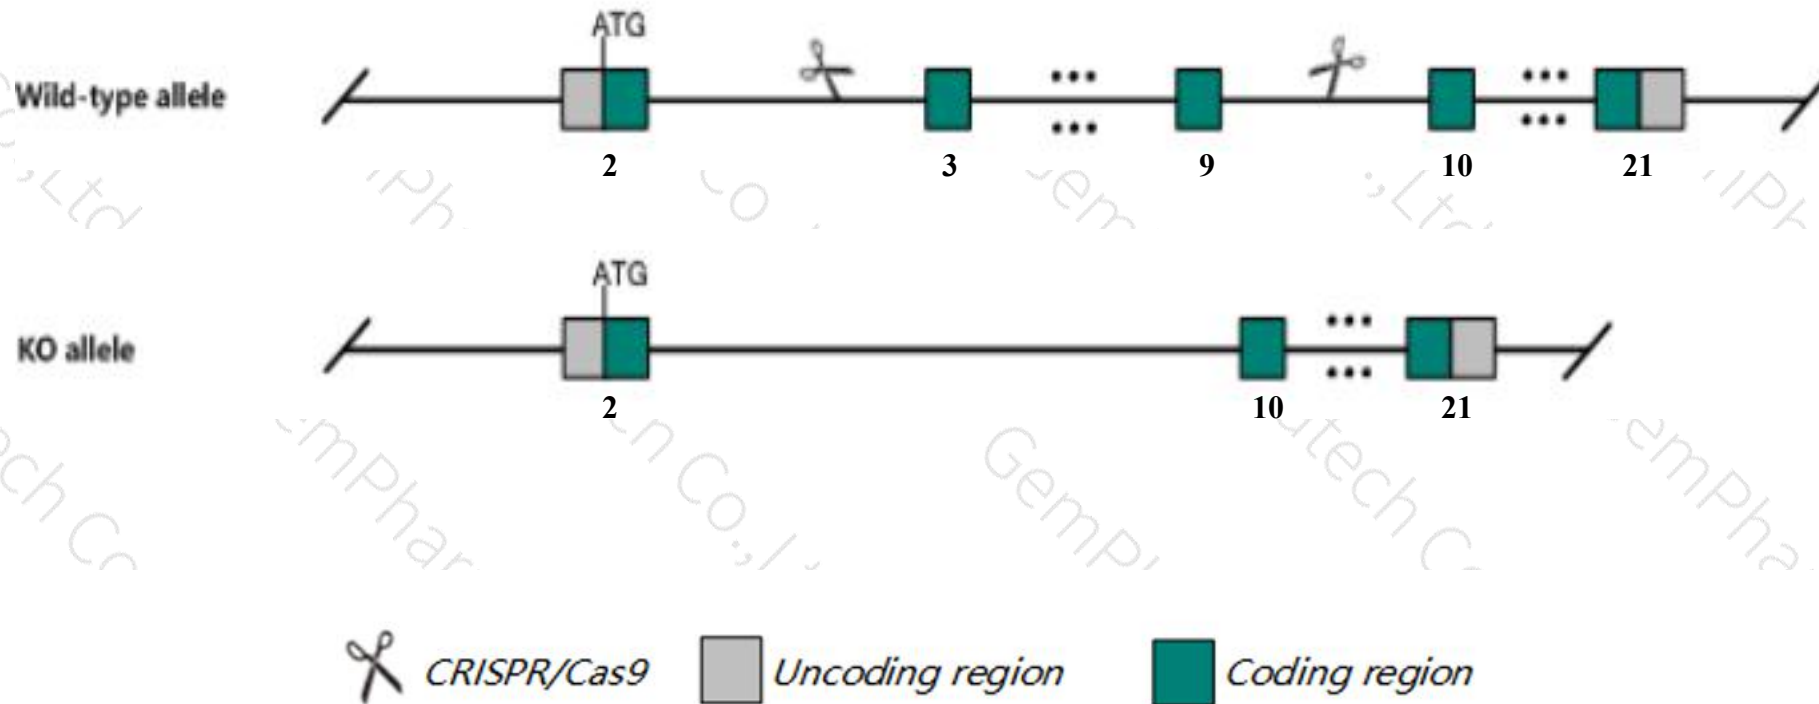 ATG
Wild-type allele
2 3 9 10 21
ATG
KO allele
2 10 21
CRISPR/Cas9 Uncoding region Coding region